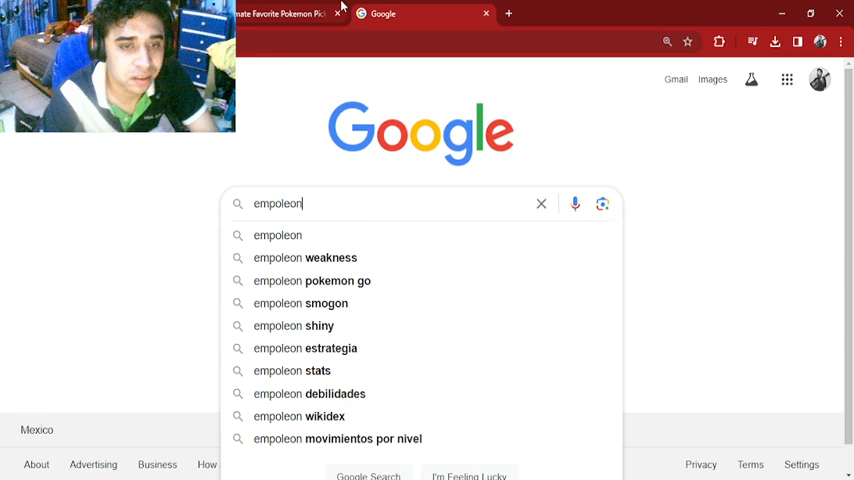 mate Favorite Pokemon Pic
Google
Gmail Images
Google
empoleon
empoleon
empoleon weakness
empoleon pokemon go
empoleon smogon
empoleon shiny
empoleon estrategia
empoleon stats
empoleon debilidades
empoleon wikidex
empoleon movimientos por nivel
Google Search I'm Feeling Lucky
Mexico
About Advertising Business How Privacy Terms Settings